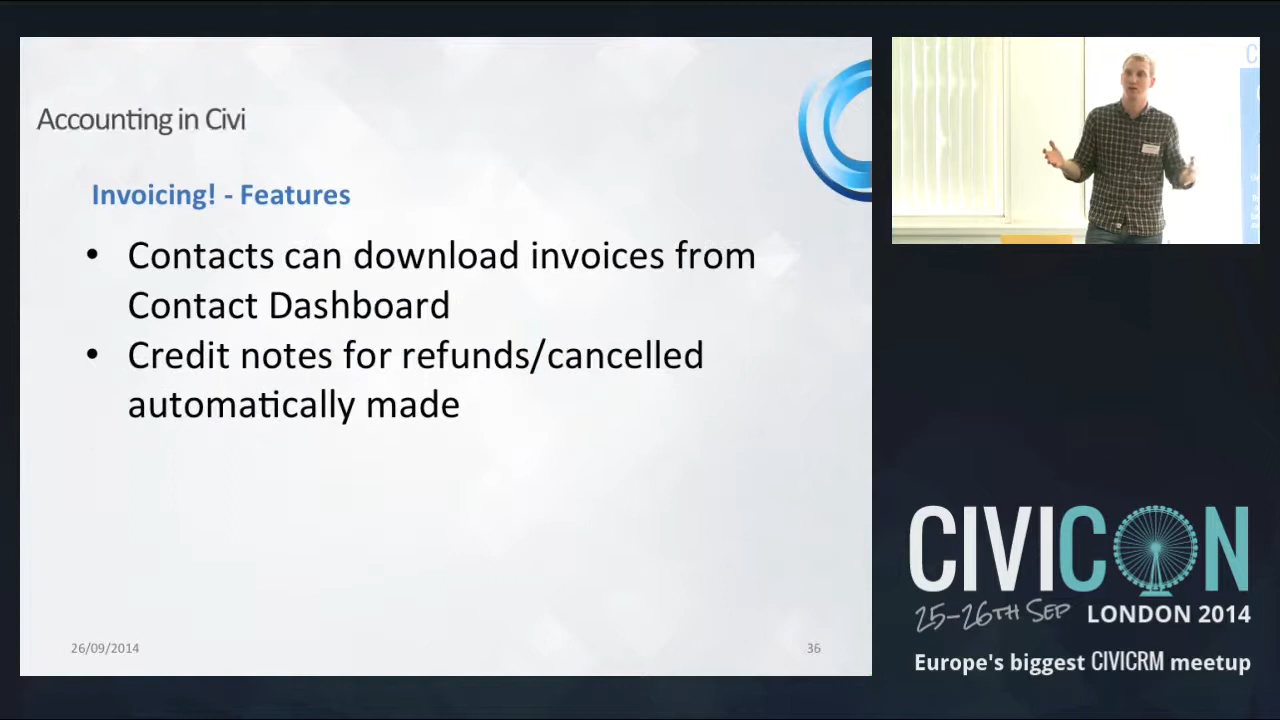 Accounting in Civi
Invoicing! - Features
• Contacts can download invoices from
Contact Dashboard
• Credit notes for refunds/cancelled
automatically made
26/09/2014
36
CIVICON
25-26TH SEP LONDON 2014
Europe's biggest CIVICRM meetup